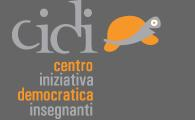 cidi
centro
iniziativa
democratica
insegnanti